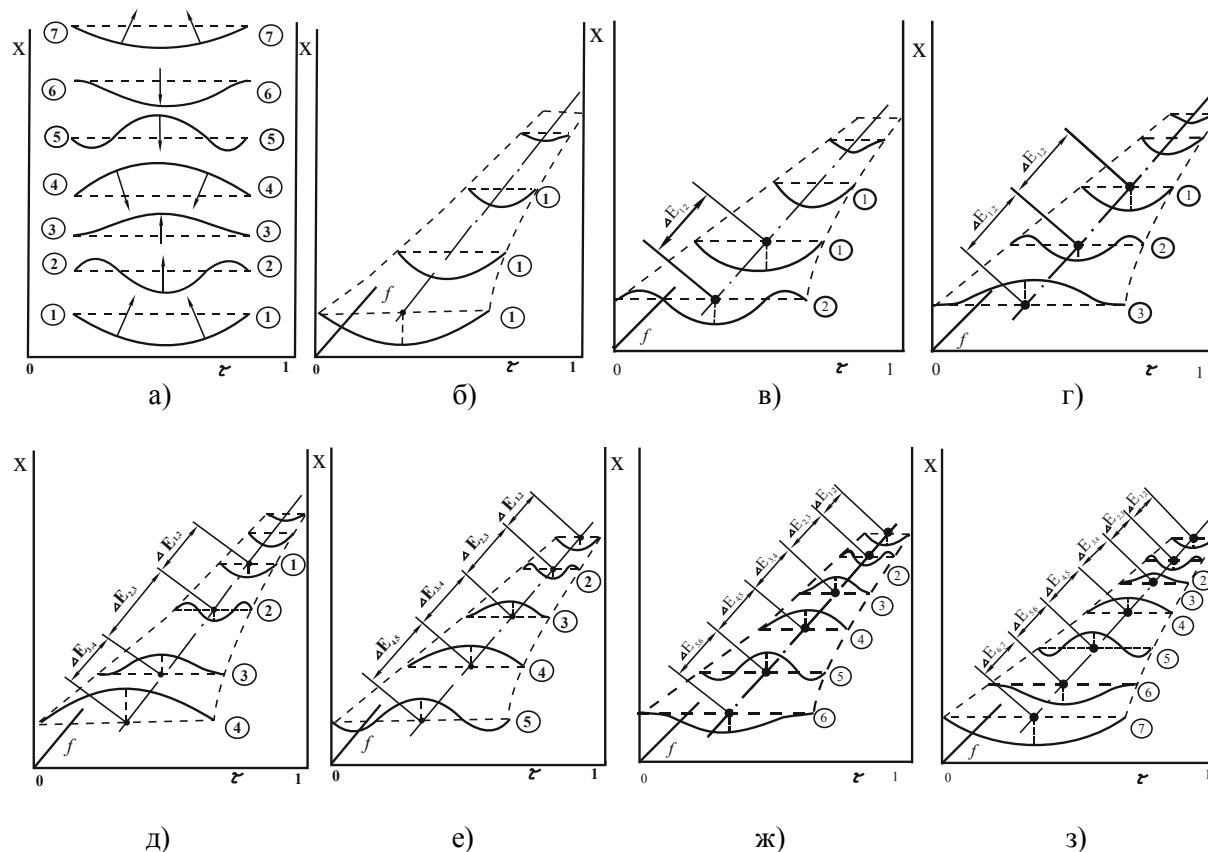 X
7 7
6 6
5 5
4 4
3 3
2 2
1 1
0 τ 1
а)
X
1
1
f 1
0 τ 1
б)
X
ΔE1,2
1
1
2
f
0 τ 1
в)
X
ΔE1,2
ΔE1,2
1
2
3
f
0 τ 1
г)
X
ΔE1,2
ΔE2,3
ΔE3,4
1
2
3
4
f
0 τ 1
д)
X
ΔE1,2
ΔE2,3
ΔE3,4
ΔE4,5
2
3
4
5
f
0 τ 1
е)
X
ΔE1,2
ΔE2,3
ΔE3,4
ΔE4,5
ΔE5,6
2
3
4
5
6
f
0 τ 1
ж)
X
ΔE1,2
ΔE2,3
ΔE3,4
ΔE4,5
ΔE5,6
ΔE6,7
2
3
4
5
6
7
f
0 τ 1
з)